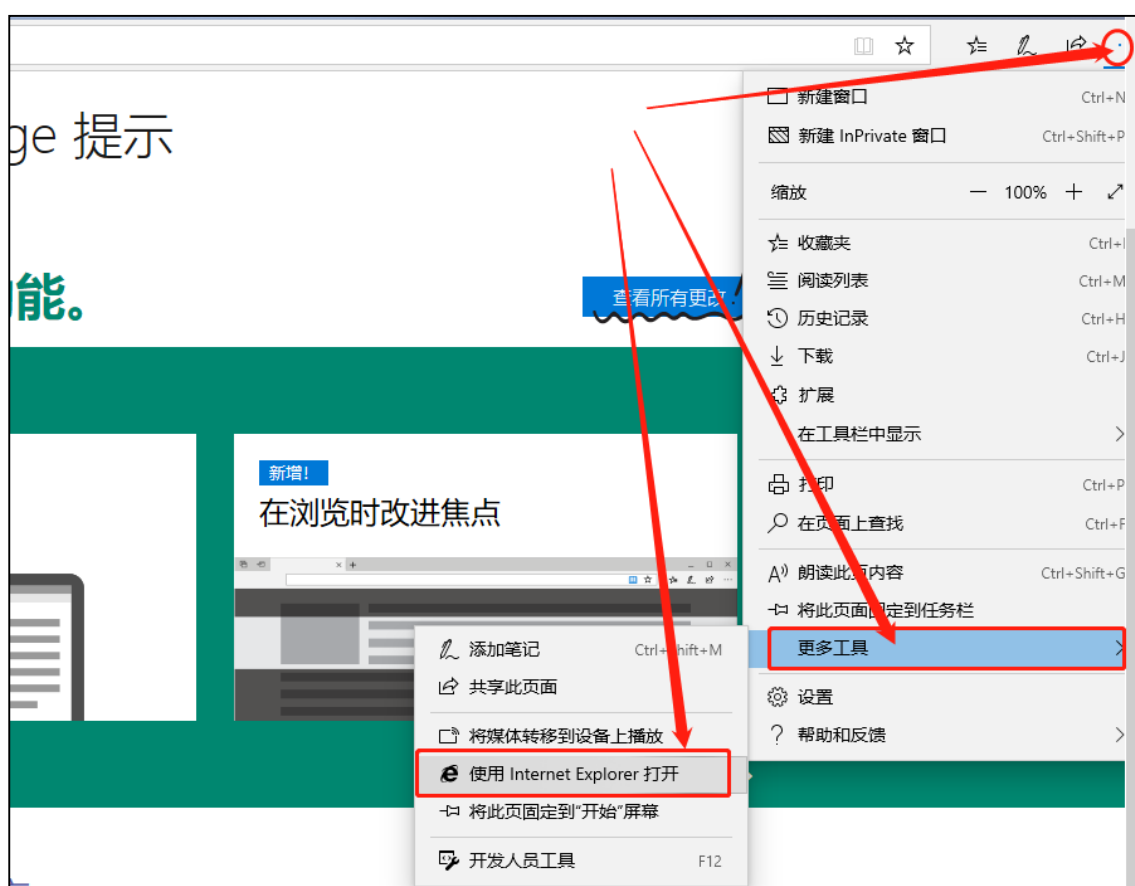 ge 提示
能。
查看所有更改
新增!
在浏览时改进焦点
新建窗口 Ctrl+N
新建 InPrivate 窗口 Ctrl+Shift+P
缩放 — 100% +
收藏夹 Ctrl+I
阅读列表 Ctrl+M
历史记录 Ctrl+H
下载 Ctrl+J
扩展
在工具栏中显示
打印 Ctrl+P
在页面上查找 Ctrl+F
朗读此页内容 Ctrl+Shift+G
将此页面固定到任务栏
更多工具
设置
帮助和反馈
添加笔记 Ctrl+Shift+M
共享此页面
将媒体转移到设备上播放
使用 Internet Explorer 打开
将此页固定到"开始"屏幕
开发人员工具 F12